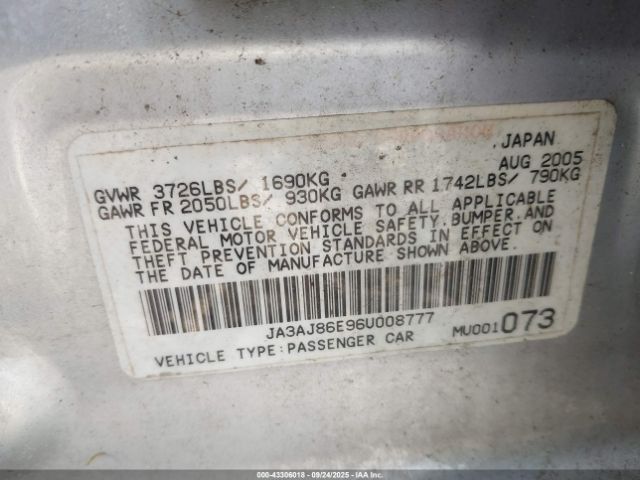 JAPAN
AUG 2005
GVWR 3726LBS/ 1690KG
GAWR FR 2050LBS/ 930KG GAWR RR 1742LBS/ 790KG
THIS VEHICLE CONFORMS TO ALL APPLICABLE
FEDERAL MOTOR VEHICLE SAFETY,BUMPER,AND
THEFT PREVENTION STANDARDS IN EFFECT ON
THE DATE OF MANUFACTURE SHOWN ABOVE.
JA3AJ86E96U008777
VEHICLE TYPE:PASSENGER CAR MU001073
000-43306018 - 09/24/2025 - IAAI.COM